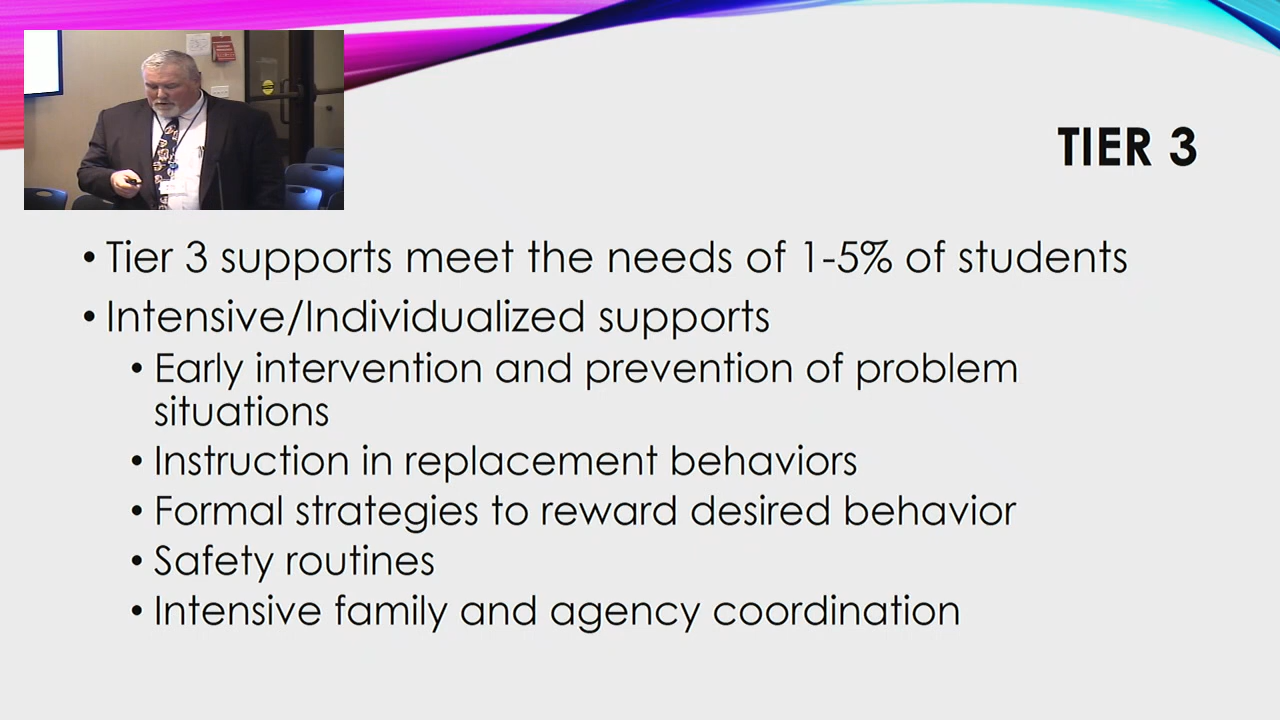 TIER 3
• Tier 3 supports meet the needs of 1-5% of students
• Intensive/Individualized supports
• Early intervention and prevention of problem
situations
• Instruction in replacement behaviors
• Formal strategies to reward desired behavior
• Safety routines
• Intensive family and agency coordination